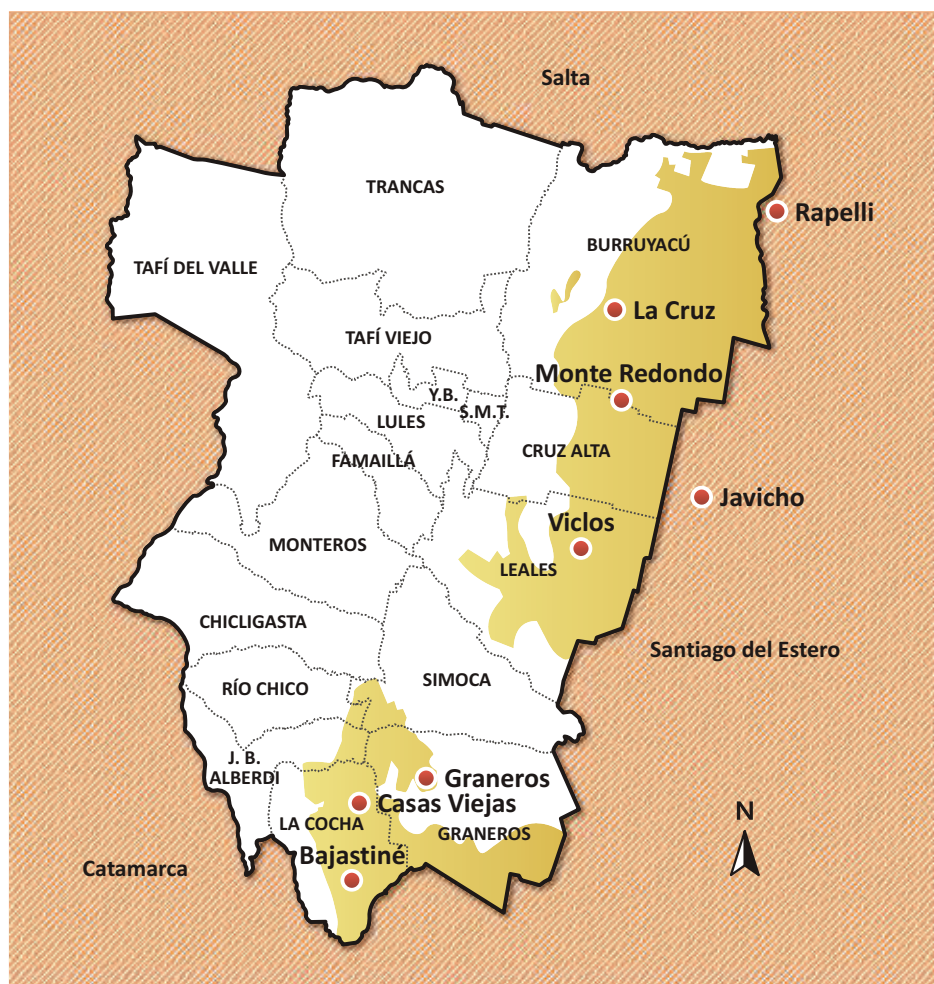 Salta
TRANCAS
Rapelli
BURRUYACÚ
TAFÍ DEL VALLE
La Cruz
TAFÍ VIEJO
Monte Redondo
Y.B.
S.M.T.
LULES
CRUZ ALTA
FAMAILLÁ
Javicho
Viclos
MONTEROS
LEALES
CHICLIGASTA
Santiago del Estero
SIMOCA
RÍO CHICO
J. B.
ALBERDI
Graneros
Casas Viejas
N
LA COCHA
GRANEROS
Bajastiné
Catamarca